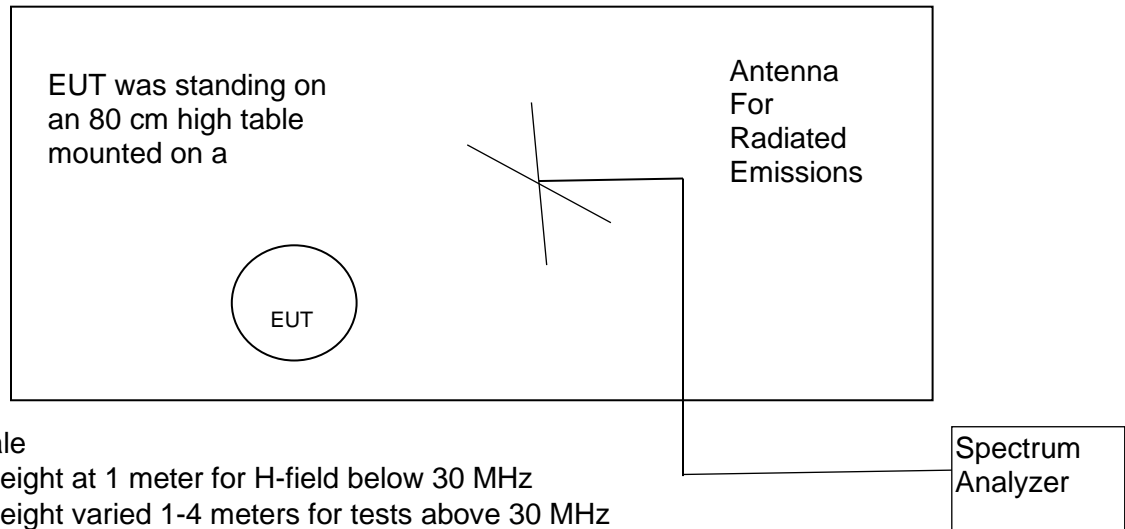 EUT was standing on
an 80 cm high table
mounted on a
Antenna
For
Radiated
Emissions
EUT
ale
eight at 1 meter for H-field below 30 MHz
eight varied 1-4 meters for tests above 30 MHz
Spectrum
Analyzer